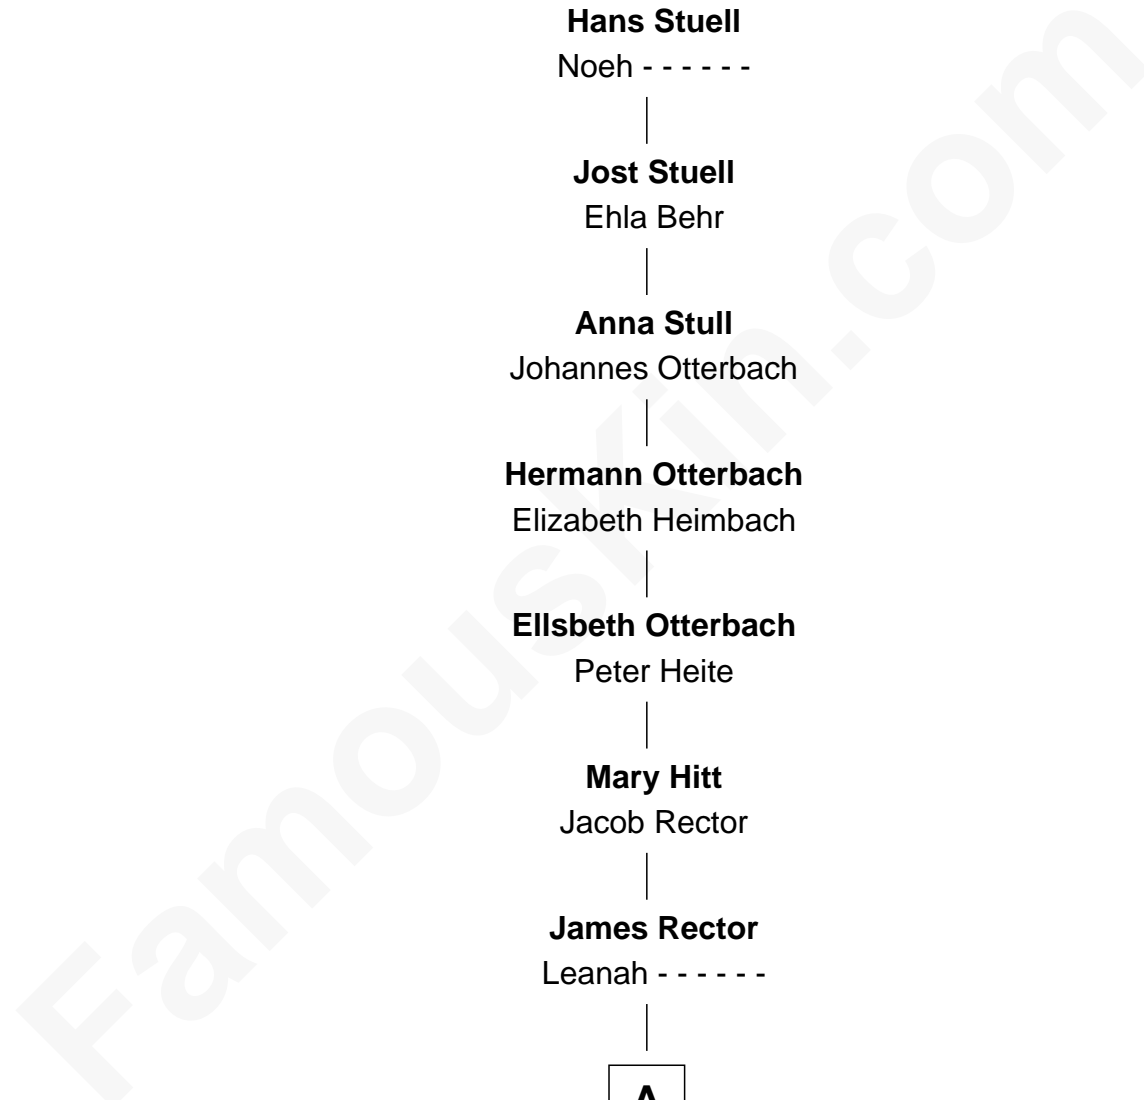 Hans Stuell
Noeh - - - - - -
Jost Stuell
Ehla Behr
Anna Stull
Johannes Otterbach
Hermann Otterbach
Elizabeth Heimbach
Ellsbeth Otterbach
Peter Heite
Mary Hitt
Jacob Rector
James Rector
Leanah - - - - - -
A
FamousKin.com